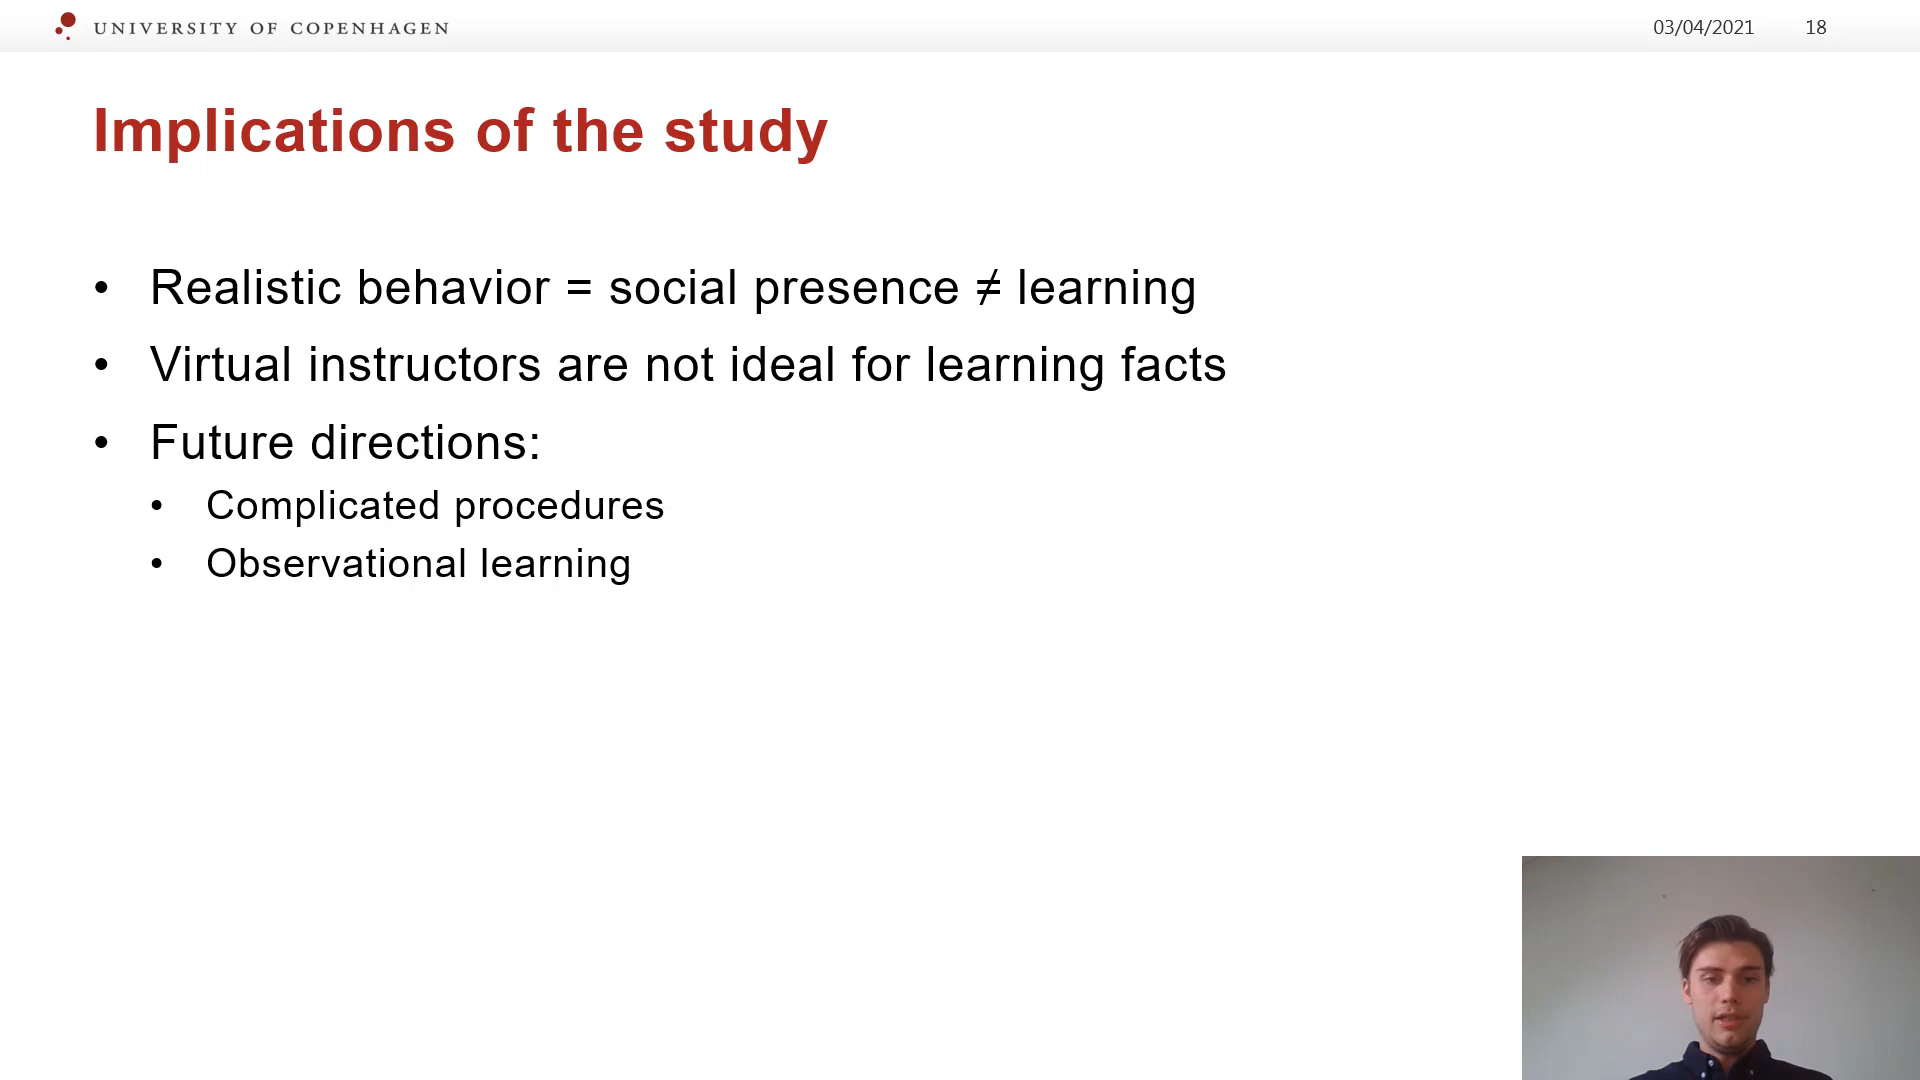 UNIVERSITY OF COPENHAGEN
03/04/2021 18
Implications of the study
• Realistic behavior = social presence ≠ learning
• Virtual instructors are not ideal for learning facts
• Future directions:
• Complicated procedures
• Observational learning